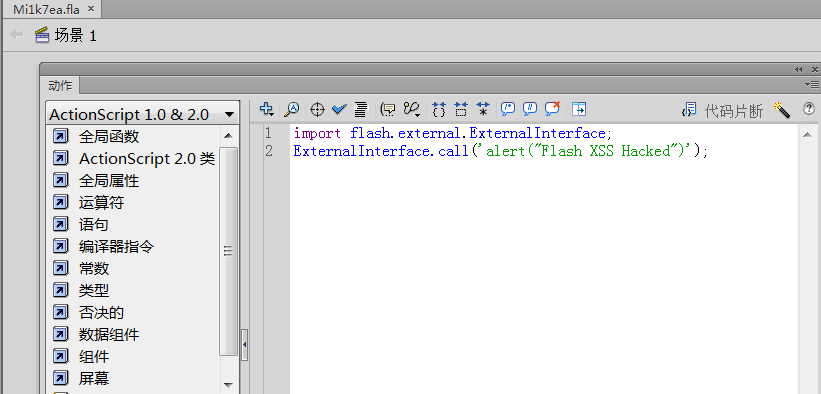 Mi1k7ea.fla ×
场景 1
动作
ActionScript 1.0 & 2.0
代码片断
全局函数
ActionScript 2.0 类
全局属性
运算符
语句
编译器指令
常数
类型
否决的
数据组件
组件
屏幕
1 import flash.external.ExternalInterface;
2 ExternalInterface.call('alert("Flash XSS Hacked")');